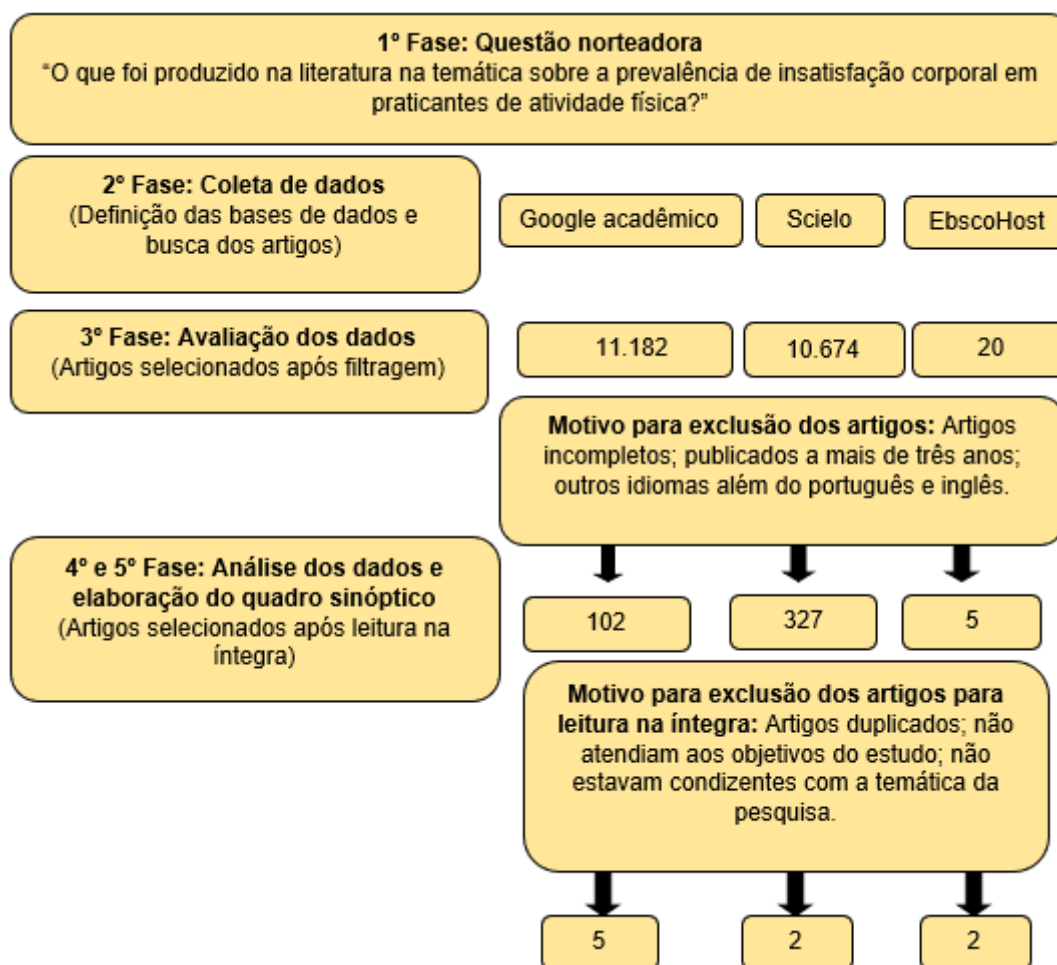 1º Fase: Questão norteadora
“O que foi produzido na literatura na temática sobre a prevalência de insatisfação corporal em
praticantes de atividade física?”
2º Fase: Coleta de dados
(Definição das bases de dados e
busca dos artigos)
Google acadêmico
Scielo
EbscoHost
3º Fase: Avaliação dos dados
(Artigos selecionados após filtragem)
11.182
10.674
20
Motivo para exclusão dos artigos: Artigos
incompletos; publicados a mais de três anos;
outros idiomas além do português e inglês.
4º e 5º Fase: Análise dos dados e
elaboração do quadro sinóptico
(Artigos selecionados após leitura na
íntegra)
102
327
5
Motivo para exclusão dos artigos para
leitura na íntegra: Artigos duplicados; não
atendiam aos objetivos do estudo; não
estavam condizentes com a temática da
pesquisa.
5
2
2